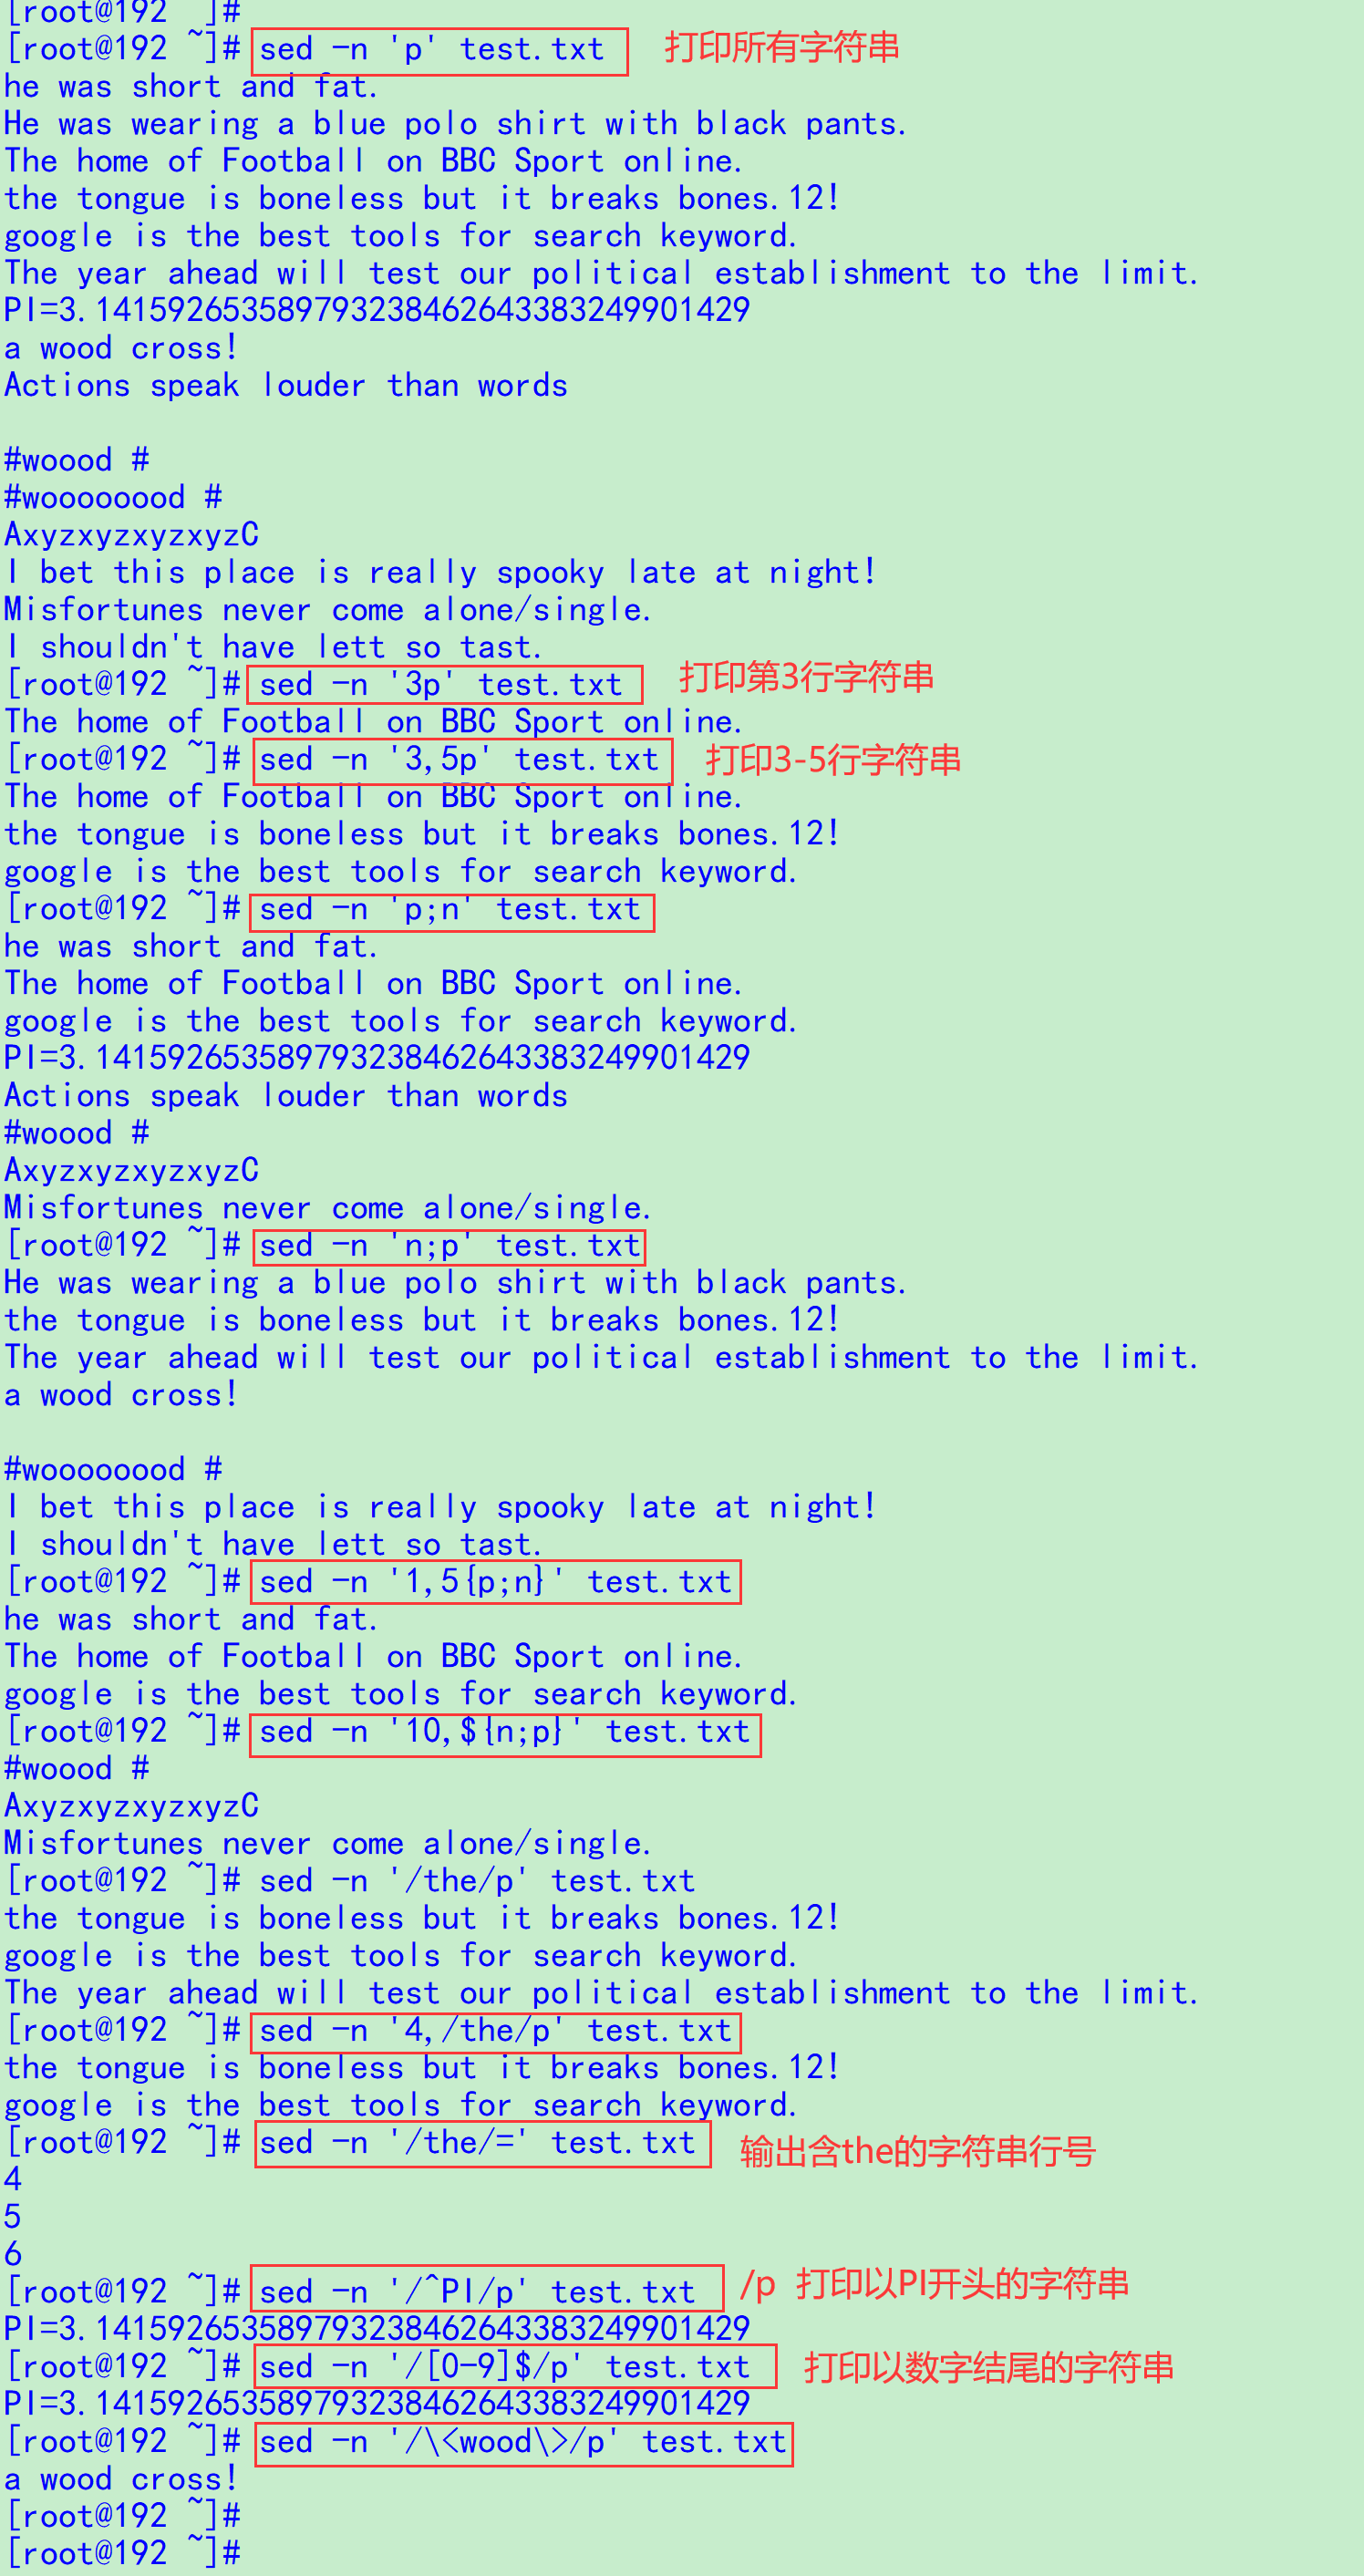 [root@192 ~]#
[root@192 ~]# sed -n 'p' test.txt 打印所有字符串
he was short and fat.
He was wearing a blue polo shirt with black pants.
The home of Football on BBC Sport online.
the tongue is boneless but it breaks bones.12!
google is the best tools for search keyword.
The year ahead will test our political establishment to the limit.
PI=3.141592653589793238462643383249901429
a wood cross!
Actions speak louder than words

#woood #
#woooooood #
AxyzxyzxyzxyzC
I bet this place is really spooky late at night!
Misfortunes never come alone/single.
I shouldn't have lett so tast.
[root@192 ~]# sed -n '3p' test.txt 打印第3行字符串
The home of Football on BBC Sport online.
[root@192 ~]# sed -n '3,5p' test.txt 打印3-5行字符串
The home of Football on BBC Sport online.
the tongue is boneless but it breaks bones.12!
google is the best tools for search keyword.
[root@192 ~]# sed -n 'p;n' test.txt
he was short and fat.
The home of Football on BBC Sport online.
google is the best tools for search keyword.
PI=3.141592653589793238462643383249901429
Actions speak louder than words
#woood #
AxyzxyzxyzxyzC
Misfortunes never come alone/single.
[root@192 ~]# sed -n 'n;p' test.txt
He was wearing a blue polo shirt with black pants.
the tongue is boneless but it breaks bones.12!
The year ahead will test our political establishment to the limit.
a wood cross!

#woooooood #
I bet this place is really spooky late at night!
I shouldn't have lett so tast.
[root@192 ~]# sed -n '1,5{p;n}' test.txt
he was short and fat.
The home of Football on BBC Sport online.
google is the best tools for search keyword.
[root@192 ~]# sed -n '10,${n;p}' test.txt
#woood #
AxyzxyzxyzxyzC
Misfortunes never come alone/single.
[root@192 ~]# sed -n '/the/p' test.txt
the tongue is boneless but it breaks bones.12!
google is the best tools for search keyword.
The year ahead will test our political establishment to the limit.
[root@192 ~]# sed -n '4,/the/p' test.txt
the tongue is boneless but it breaks bones.12!
google is the best tools for search keyword.
[root@192 ~]# sed -n '/the/=' test.txt 输出含the的字符串行号
4
5
6
[root@192 ~]# sed -n '/^PI/p' test.txt /p 打印以PI开头的字符串
PI=3.141592653589793238462643383249901429
[root@192 ~]# sed -n '/[0-9]$/p' test.txt 打印以数字结尾的字符串
PI=3.141592653589793238462643383249901429
[root@192 ~]# sed -n '/\<wood\>/p' test.txt
a wood cross!
[root@192 ~]#
[root@192 ~]#